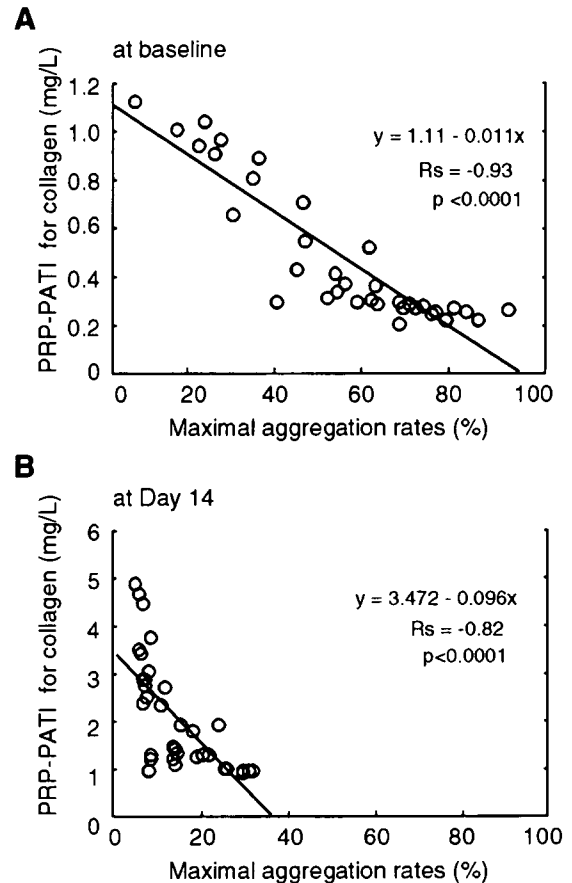 A
at baseline
PRP-PATI for collagen (mg/L)
1.2
1.0
0.8
0.6
0.4
0.2
0
y = 1.11 - 0.011x
Rs = -0.93
p <0.0001
0 20 40 60 80 100
Maximal aggregation rates (%)
B
at Day 14
PRP-PATI for collagen (mg/L)
6
5
4
3
2
1
0
y = 3.472 - 0.096x
Rs = -0.82
p<0.0001
0 20 40 60 80 100
Maximal aggregation rates (%)